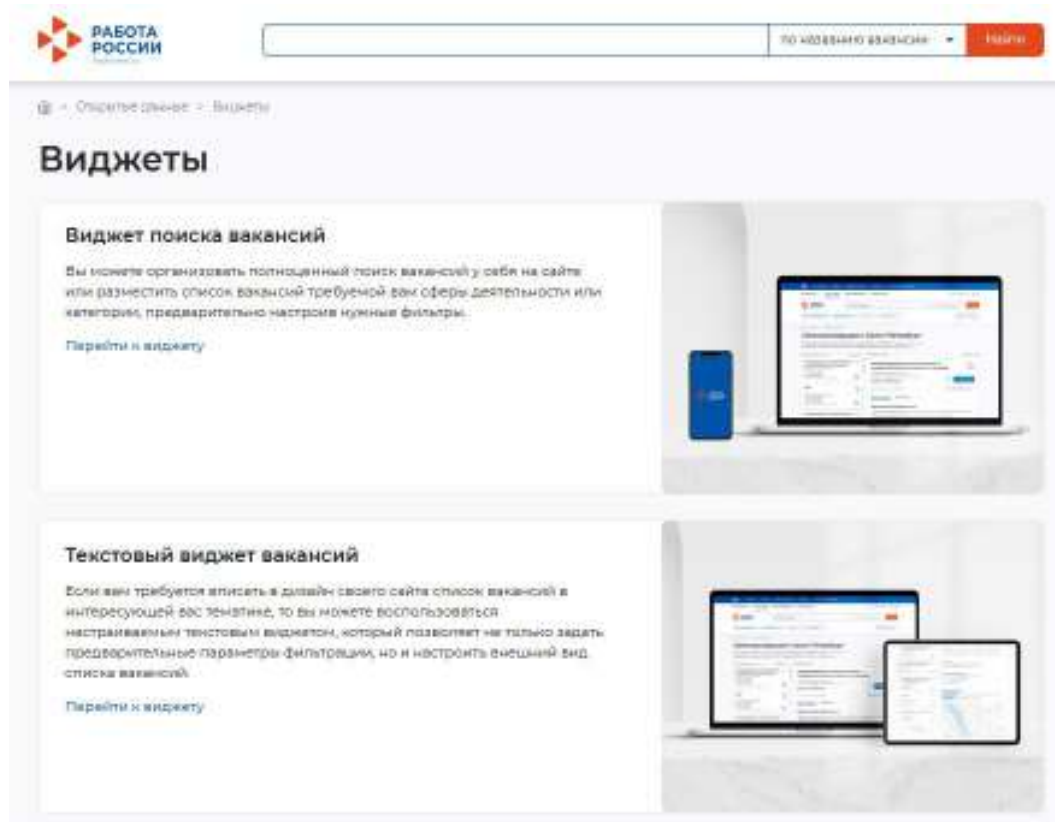 РАБОТА
РОССИИ
по названию вакансии
Найти
Открытые данные
Виджеты
Виджеты
Виджет поиска вакансий
Вы можете организовать полноценный поиск вакансий у себя на сайте
или разместить список вакансий требуемой вам сферы деятельности или
категории, предварительно настроив нужные фильтры.
Перейти к виджету
Текстовый виджет вакансий
Если вам требуется вписать в дизайн своего сайта список вакансий в
интересующей вас тематике, то вы можете воспользоваться
настраиваемым текстовым виджетом, который позволяет не только задать
предварительные параметры фильтрации, но и настроить внешний вид
списка вакансий.
Перейти к виджету